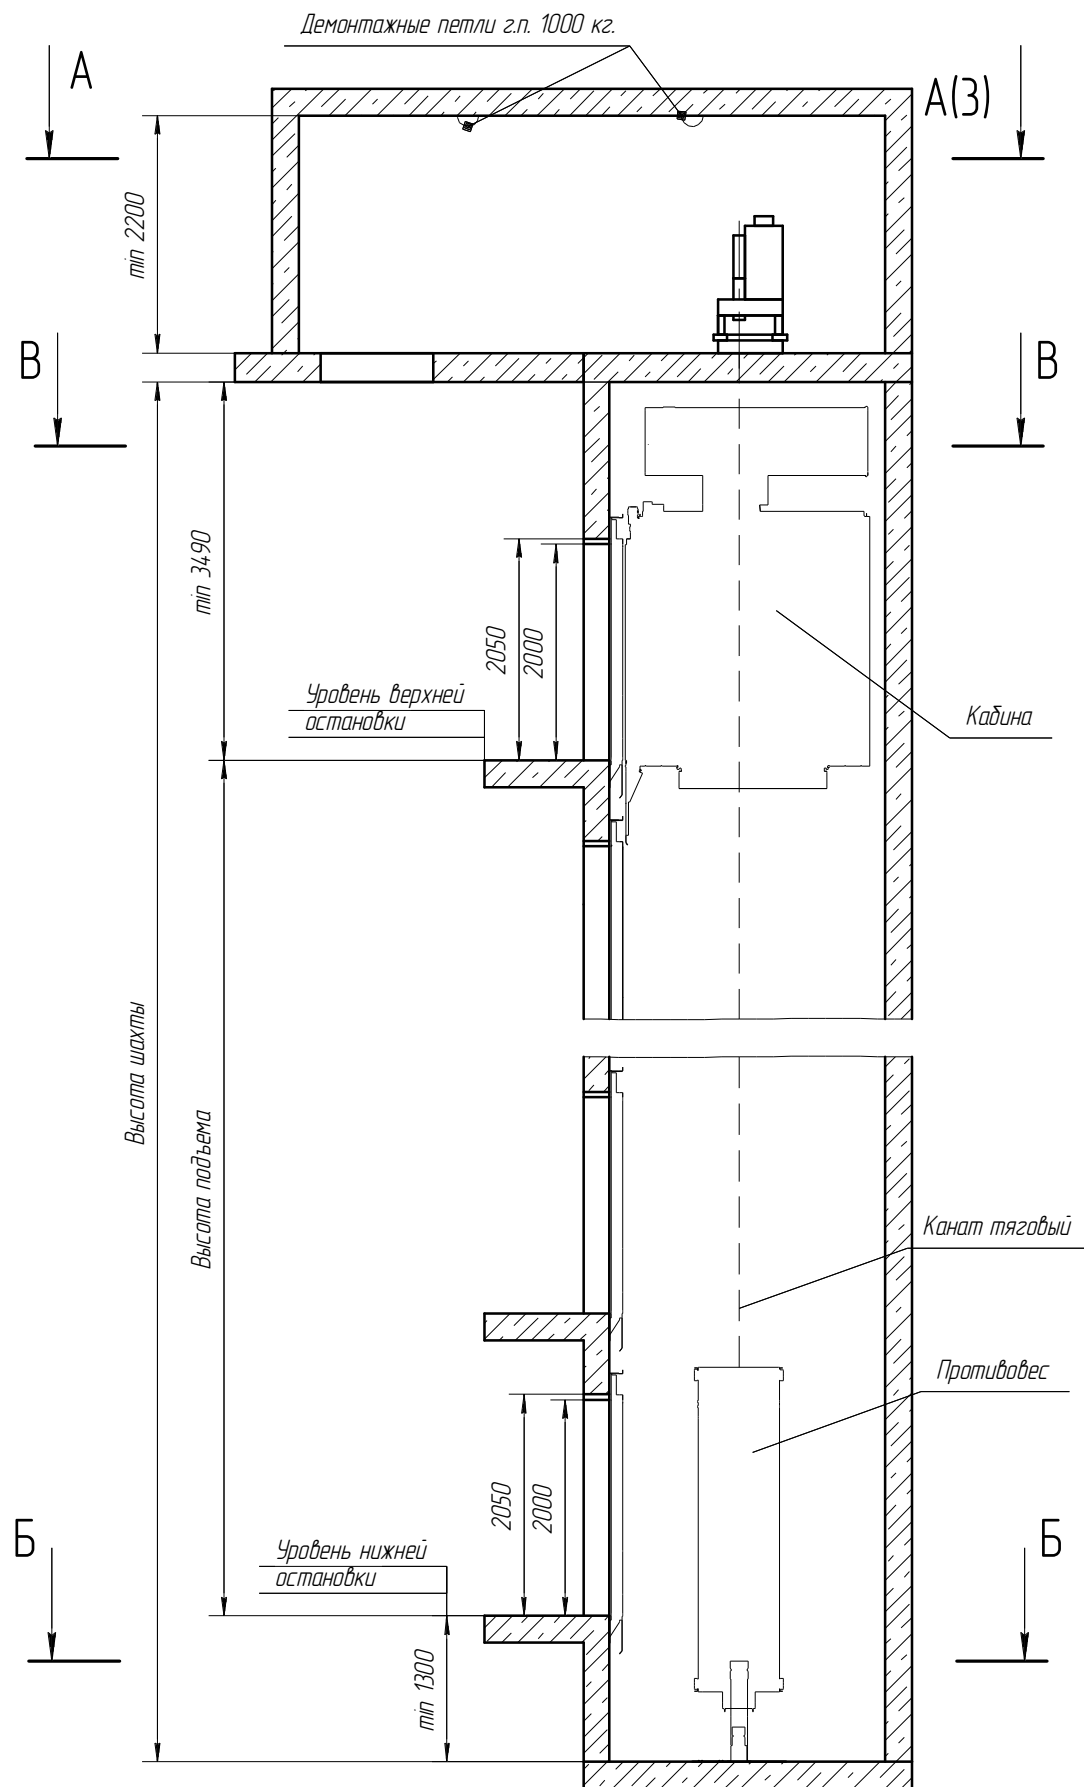 Демонтажные петли г.п. 1000 кг.
А
А(3)
min 2200
В
В
min 3490
2050
2000
Уровень верхней
остановки
Кабина
Высота шахты
Высота подъема
Канат тяговый
Противовес
2050
2000
Б
Б
Уровень нижней
остановки
min 1300